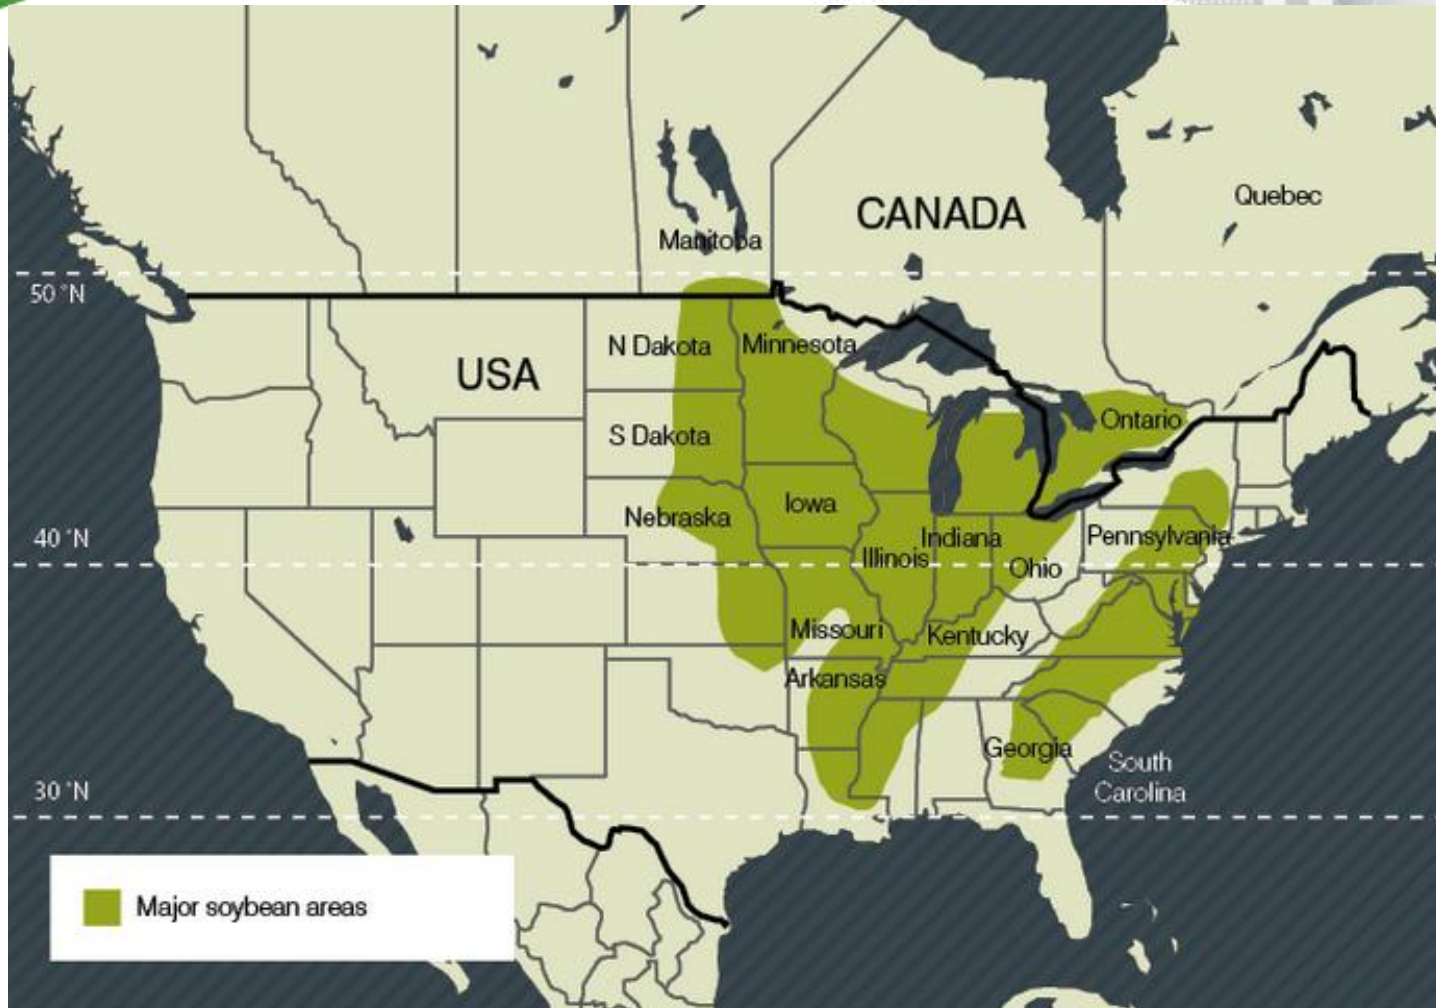 Quebec
CANADA
Manitoba
50 °N
N Dakota
Minnesota
USA
Ontario
S Dakota
Iowa
Nebraska
40 °N
Indiana
Pennsylvania
Illinois
Ohio
Missouri
Kentucky
Arkansas
Georgia
South
Carolina
30 °N
Major soybean areas